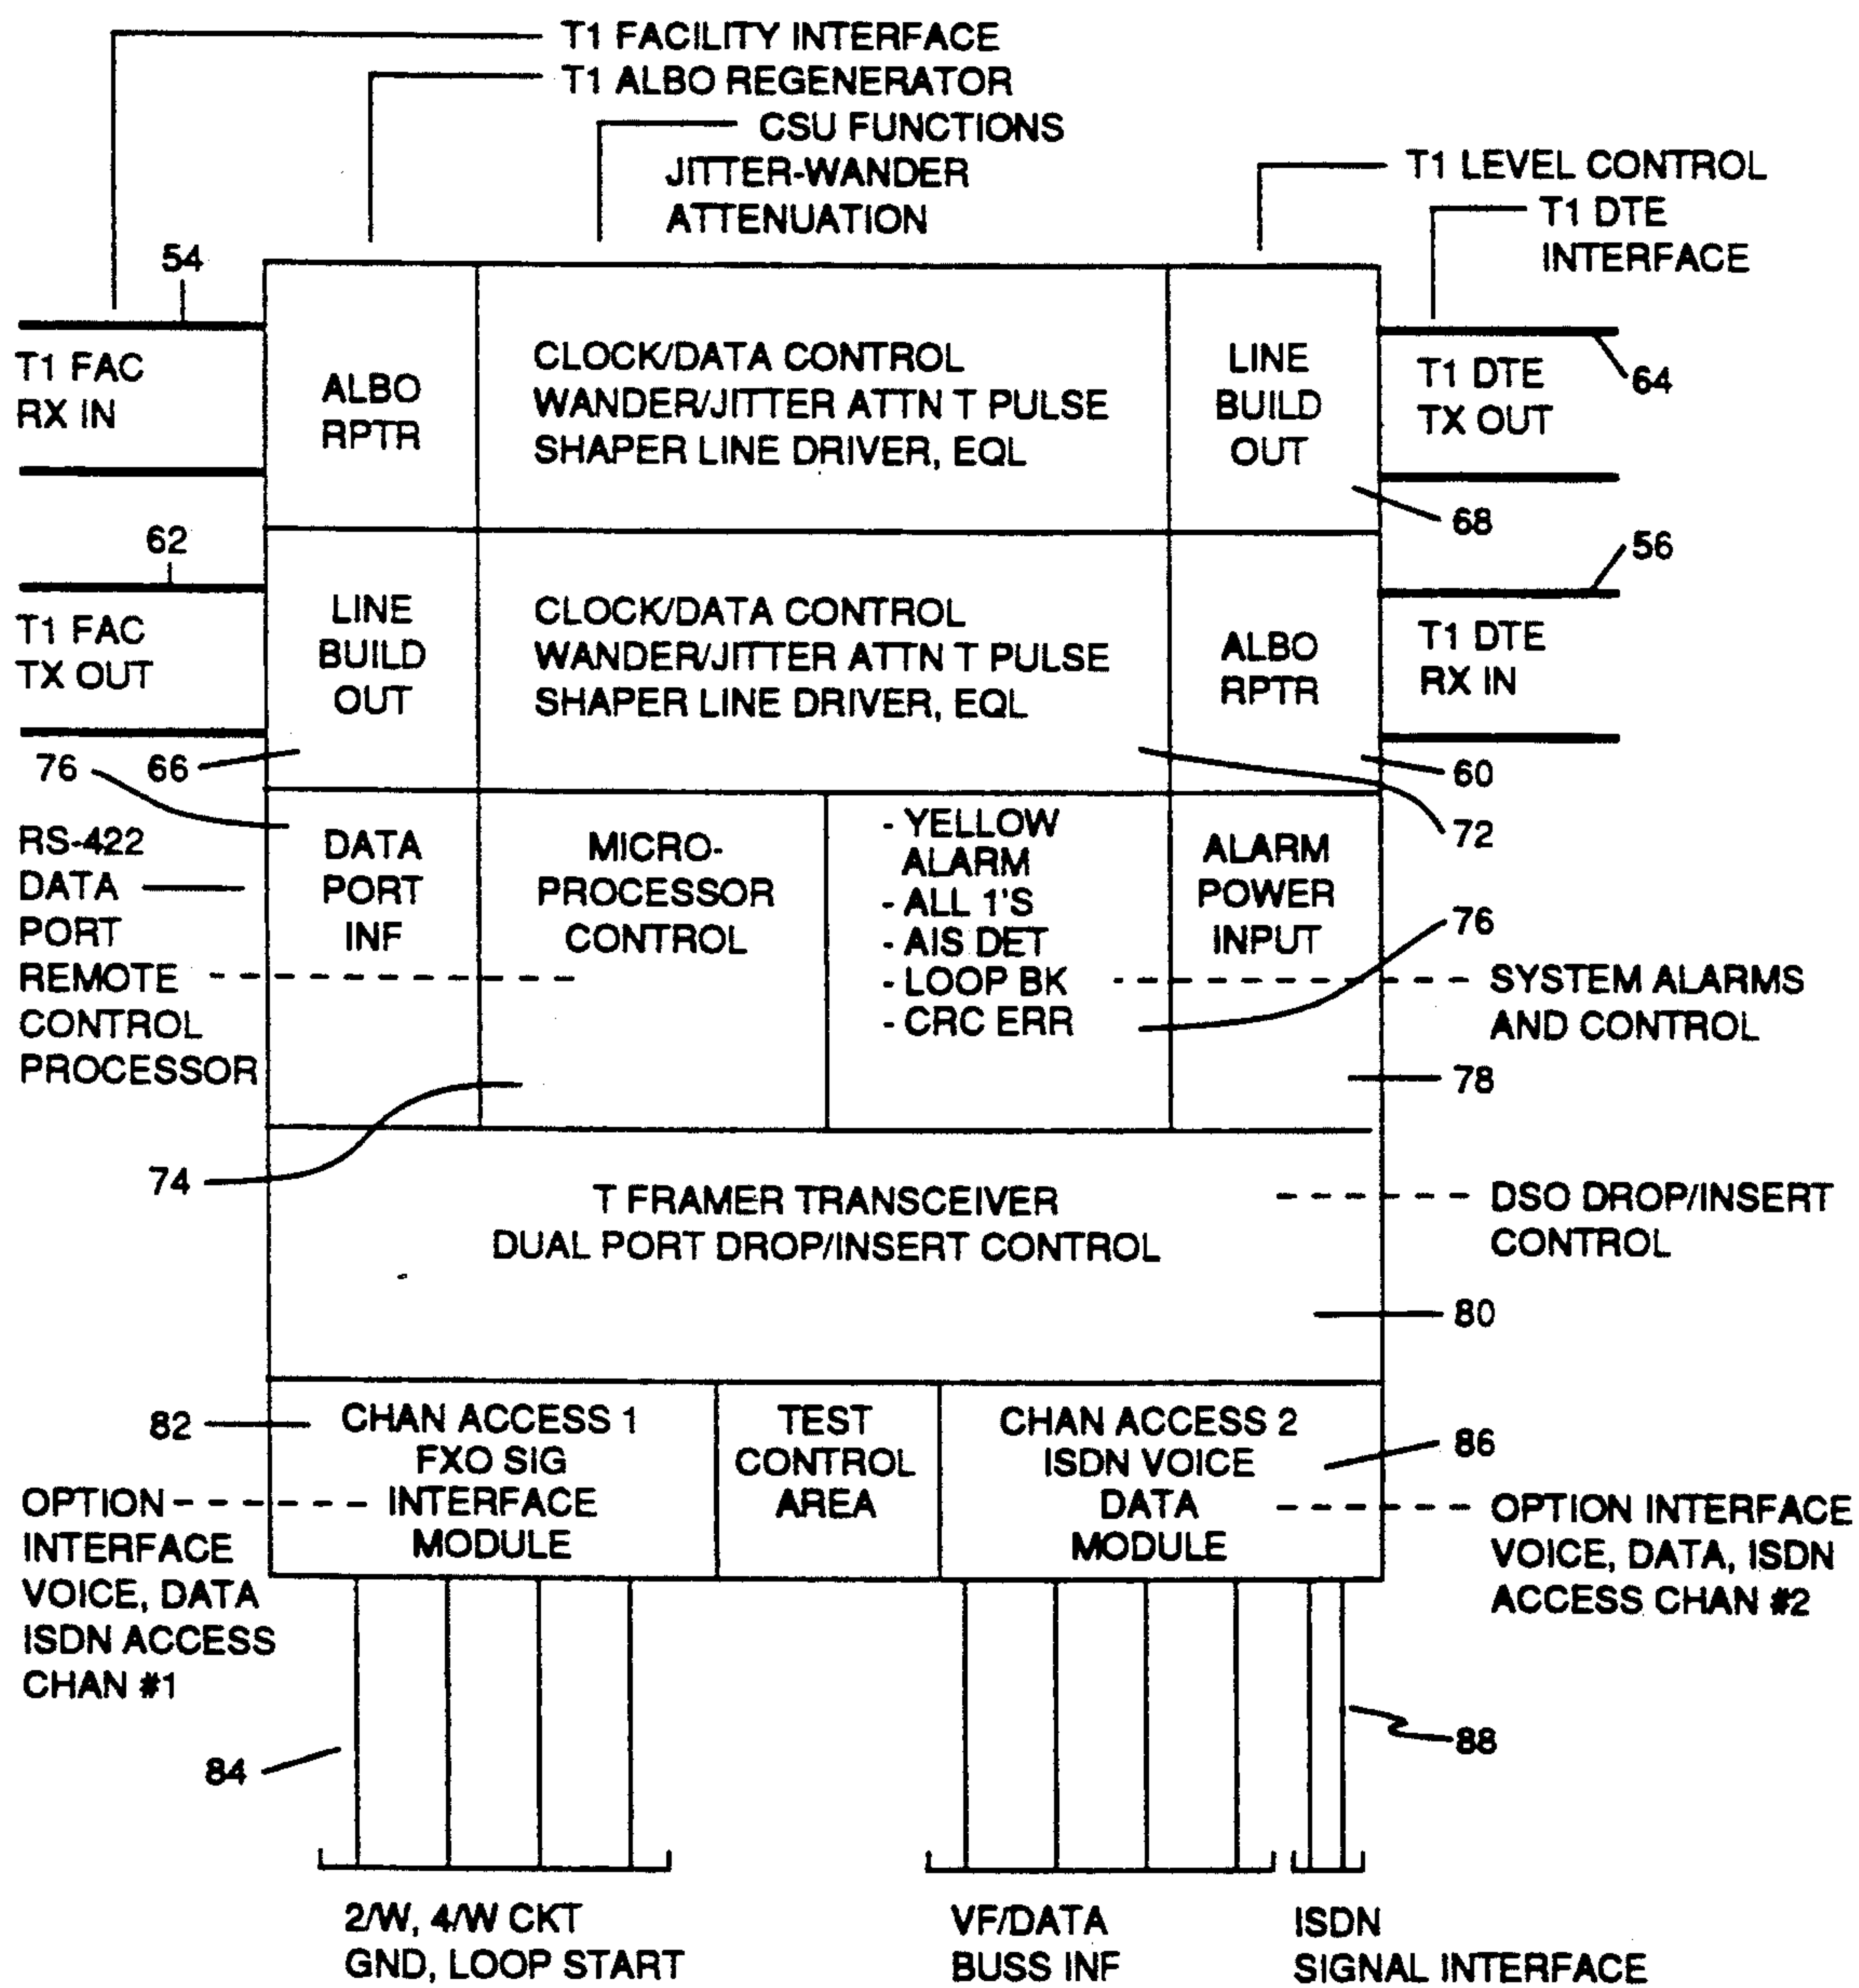 T1 FACILITY INTERFACE
T1 ALBO REGENERATOR
CSU FUNCTIONS
JITTER-WANDER
ATTENUATION
T1 LEVEL CONTROL
T1 DTE
INTERFACE
54
T1 FAC
RX IN
ALBO
RPTR
CLOCK/DATA CONTROL
WANDER/JITTER ATTN T PULSE
SHAPER LINE DRIVER, EQL
LINE
BUILD
OUT
T1 DTE
TX OUT
64
68
62
T1 FAC
TX OUT
LINE
BUILD
OUT
CLOCK/DATA CONTROL
WANDER/JITTER ATTN T PULSE
SHAPER LINE DRIVER, EQL
ALBO
RPTR
T1 DTE
RX IN
56
76
66
60
72
RS-422
DATA
PORT
REMOTE
CONTROL
PROCESSOR
DATA
PORT
INF
MICRO-
PROCESSOR
CONTROL
- YELLOW
ALARM
- ALL 1'S
- AIS DET
- LOOP BK
- CRC ERR
ALARM
POWER
INPUT
76
SYSTEM ALARMS
AND CONTROL
78
74
T FRAMER TRANSCEIVER
DUAL PORT DROP/INSERT CONTROL
DSO DROP/INSERT
CONTROL
80
82
CHAN ACCESS 1
FXO SIG
INTERFACE
MODULE
TEST
CONTROL
AREA
CHAN ACCESS 2
ISDN VOICE
DATA
MODULE
86
OPTION
INTERFACE
VOICE, DATA
ISDN ACCESS
CHAN #1
OPTION INTERFACE
VOICE, DATA, ISDN
ACCESS CHAN #2
84
88
2/W, 4/W CKT
GND, LOOP START
VF/DATA
BUSS INF
ISDN
SIGNAL INTERFACE